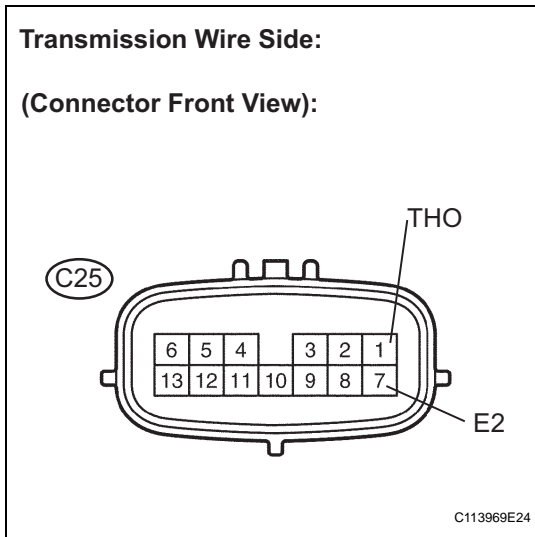 Transmission Wire Side:
(Connector Front View):
THO
C25
6 5 4 3 2 1
13 12 11 10 9 8 7
E2
C113969E24